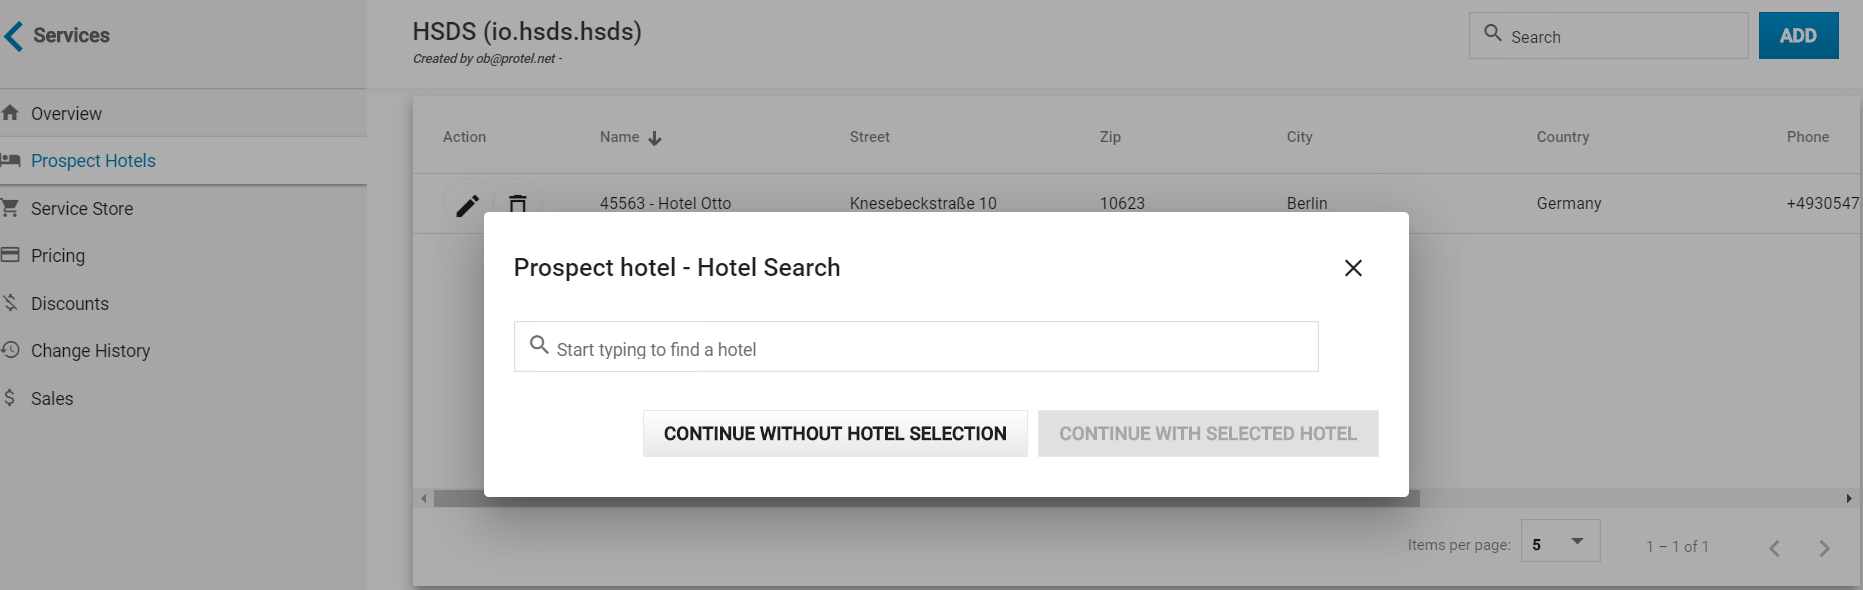 Services
HSDS (io.hsds.hsds)
Created by ob@protel.net -
Search
ADD
Overview
Prospect Hotels
Service Store
Pricing
Discounts
Change History
Sales
Action Name Street Zip City Country Phone
45563 - Hotel Otto Knesebeckstraße 10 10623 Berlin Germany +4930547
Prospect hotel - Hotel Search
Start typing to find a hotel
CONTINUE WITHOUT HOTEL SELECTION CONTINUE WITH SELECTED HOTEL
Items per page: 5 1 – 1 of 1